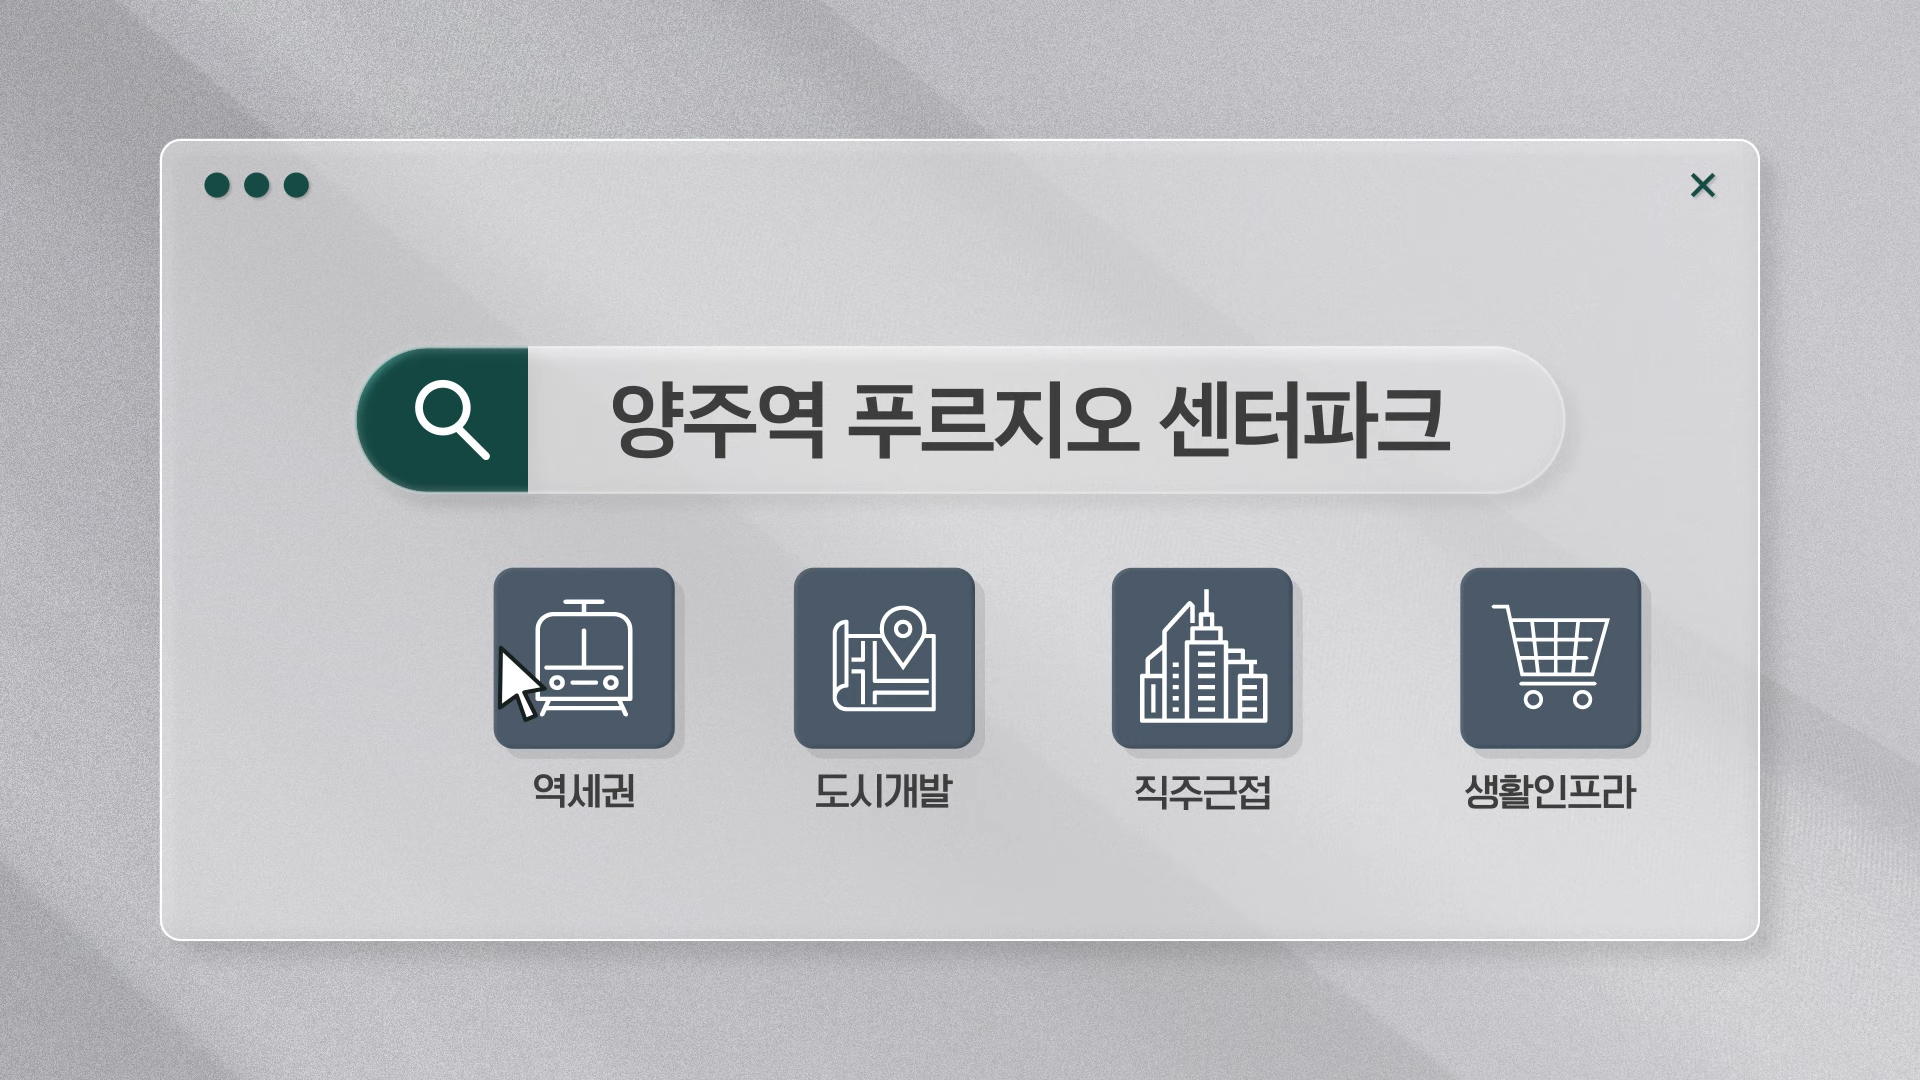 양주역 푸르지오 센터파크
역세권
도시개발
직주근접
생활인프라